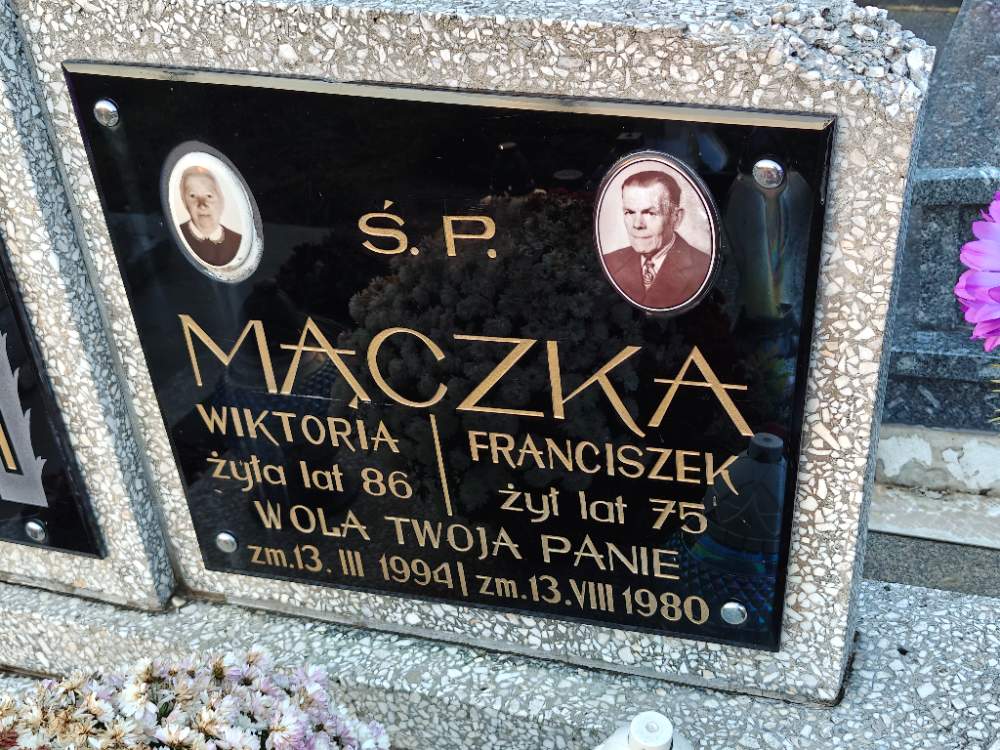 Ś. P.
MĄCZKA
WIKTORIA | FRANCISZEK
żyła lat 86 | żył lat 75
WOLA TWOJA PANIE
zm. 13. III 1994 | zm. 13. VIII 1980